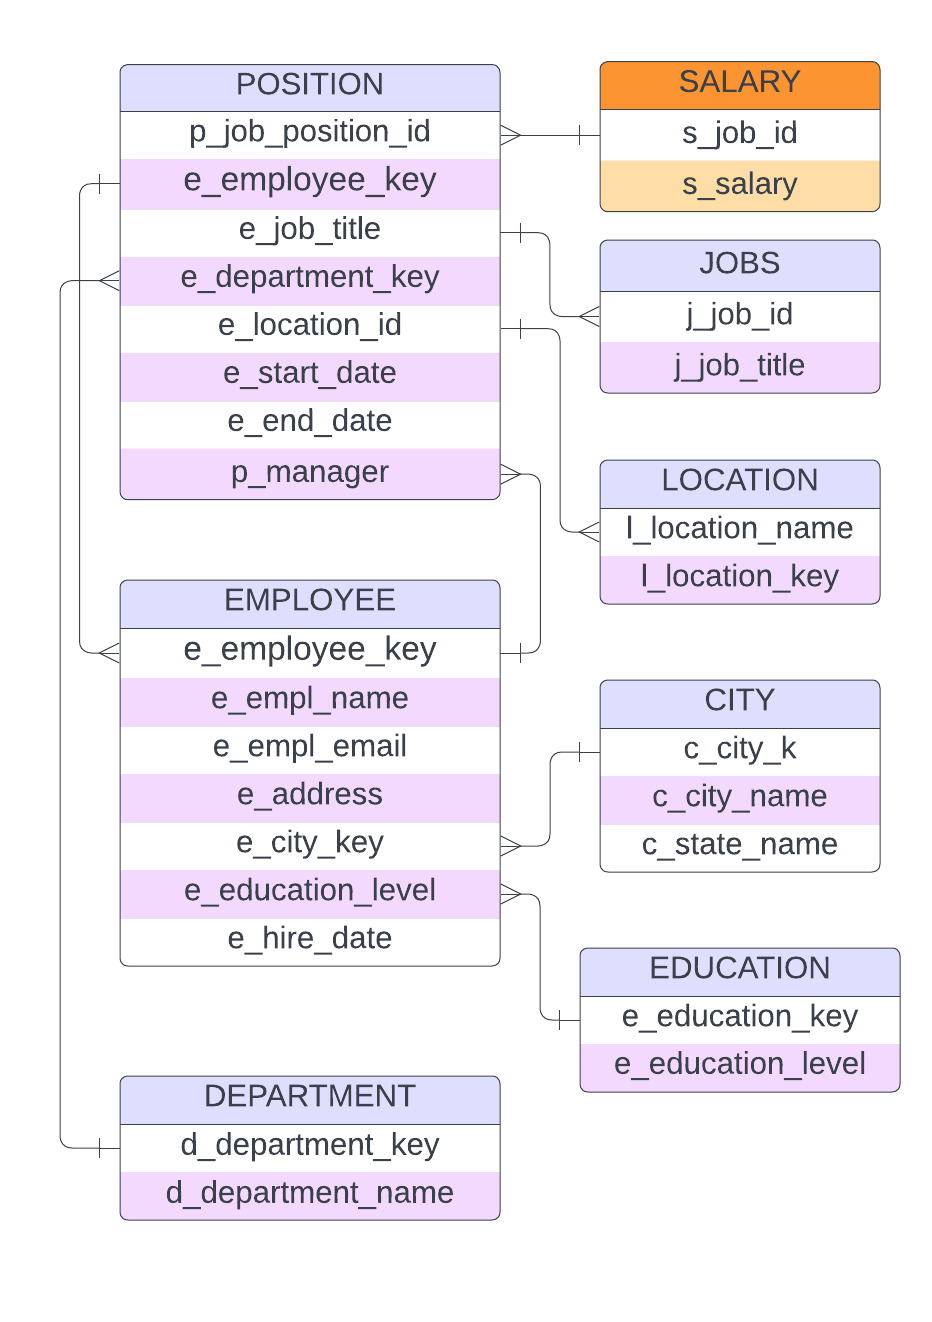 POSITION
p_job_position_id
e_employee_key
e_job_title
e_department_key
e_location_id
e_start_date
e_end_date
p_manager
SALARY
s_job_id
s_salary
JOBS
j_job_id
j_job_title
LOCATION
l_location_name
l_location_key
EMPLOYEE
e_employee_key
e_empl_name
e_empl_email
e_address
e_city_key
e_education_level
e_hire_date
CITY
c_city_k
c_city_name
c_state_name
EDUCATION
e_education_key
e_education_level
DEPARTMENT
d_department_key
d_department_name